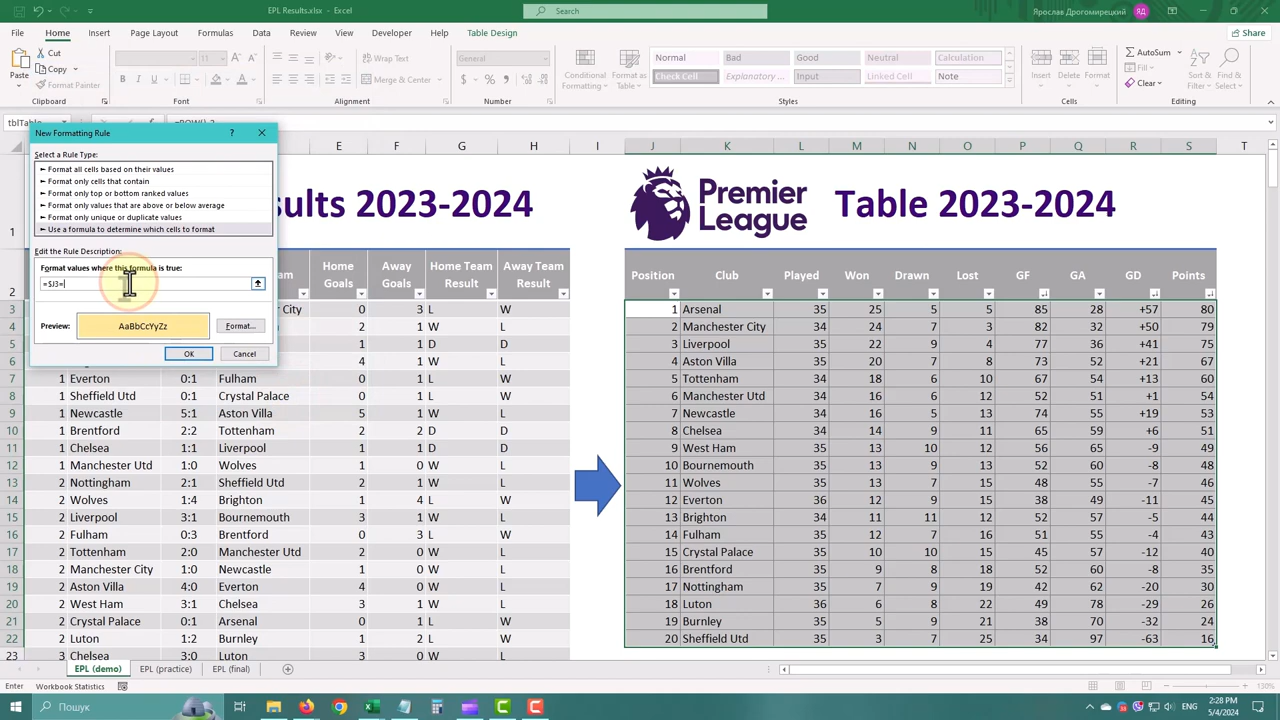 EPL Results.xlsx - Excel
Search
Ярослав Дрогомирецкий
ЯД
File Home Insert Page Layout Formulas Data Review View Developer Help Table Design
Share
Paste
Cut
Copy
Format Painter
Clipboard
11
Font
Wrap Text
Merge & Center
Alignment
General
Number
Conditional Formatting
Format as Table
Normal Bad Good Neutral Calculation
Check Cell Explanatory ... Input Linked Cell Note
Styles
Insert Delete Format
Cells
AutoSum
Fill
Clear
Sort & Filter
Find & Select
Editing
tblTable
New Formatting Rule
?
Select a Rule Type:
► Format all cells based on their values
► Format only cells that contain
► Format only top or bottom ranked values
► Format only values that are above or below average
► Format only unique or duplicate values
► Use a formula to determine which cells to format
Edit the Rule Description:
Format values where this formula is true:
=$J3=
Preview:
AaBbCcYyZz
Format...
OK
Cancel
E F G H I J K L M N O P Q R S T
sults 2023-2024
Premier League
Table 2023-2024
Home Goals Away Goals Home Team Result Away Team Result
Position Club Played Won Drawn Lost GF GA GD Points
1
2
City 0 3 L W
2 1 W L
1 1 D D
4 1 W L
7 1 Everton 0:1 Fulham 0 1 L W
8 1 Sheffield Utd 0:1 Crystal Palace 0 1 L W
9 1 Newcastle 5:1 Aston Villa 5 1 W L
10 1 Brentford 2:2 Tottenham 2 2 D D
11 1 Chelsea 1:1 Liverpool 1 1 D D
12 1 Manchester Utd 1:0 Wolves 1 0 W L
13 2 Nottingham 2:1 Sheffield Utd 2 1 W L
14 2 Wolves 1:4 Brighton 1 4 L W
15 2 Liverpool 3:1 Bournemouth 3 1 W L
16 2 Fulham 0:3 Brentford 0 3 L W
17 2 Tottenham 2:0 Manchester Utd 2 0 W L
18 2 Manchester City 1:0 Newcastle 1 0 W L
19 2 Aston Villa 4:0 Everton 4 0 W L
20 2 West Ham 3:1 Chelsea 3 1 W L
21 2 Crystal Palace 0:1 Arsenal 0 1 L W
22 2 Luton 1:2 Burnley 1 2 L W
23 3 Chelsea 3:0 Luton 3 0 W L
1 Arsenal 35 25 5 5 85 28 +57 80
2 Manchester City 34 24 7 3 82 32 +50 79
3 Liverpool 35 22 9 4 77 36 +41 75
4 Aston Villa 35 20 7 8 73 52 +21 67
5 Tottenham 34 18 6 10 67 54 +13 60
6 Manchester Utd 34 16 6 12 52 51 +1 54
7 Newcastle 35 16 5 13 74 55 +19 53
8 Chelsea 34 14 9 11 65 59 +6 51
9 West Ham 35 13 10 12 56 65 -9 49
10 Bournemouth 35 13 9 13 52 60 -8 48
11 Wolves 35 13 7 15 48 55 -7 46
12 Everton 36 12 9 15 38 49 -11 45
13 Brighton 34 11 11 12 52 57 -5 44
14 Fulham 35 12 7 16 51 55 -4 43
15 Crystal Palace 35 10 10 15 45 57 -12 40
16 Brentford 35 9 8 18 52 60 -8 35
17 Nottingham 35 7 9 19 42 62 -20 30
18 Luton 36 6 8 22 49 78 -29 26
19 Burnley 35 5 9 21 38 70 -32 24
20 Sheffield Utd 35 3 7 25 34 97 -63 16
EPL (demo) EPL (practice) EPL (final)
Enter Workbook Statistics
130%
Пошук
ENG
2:28 PM
5/4/2024